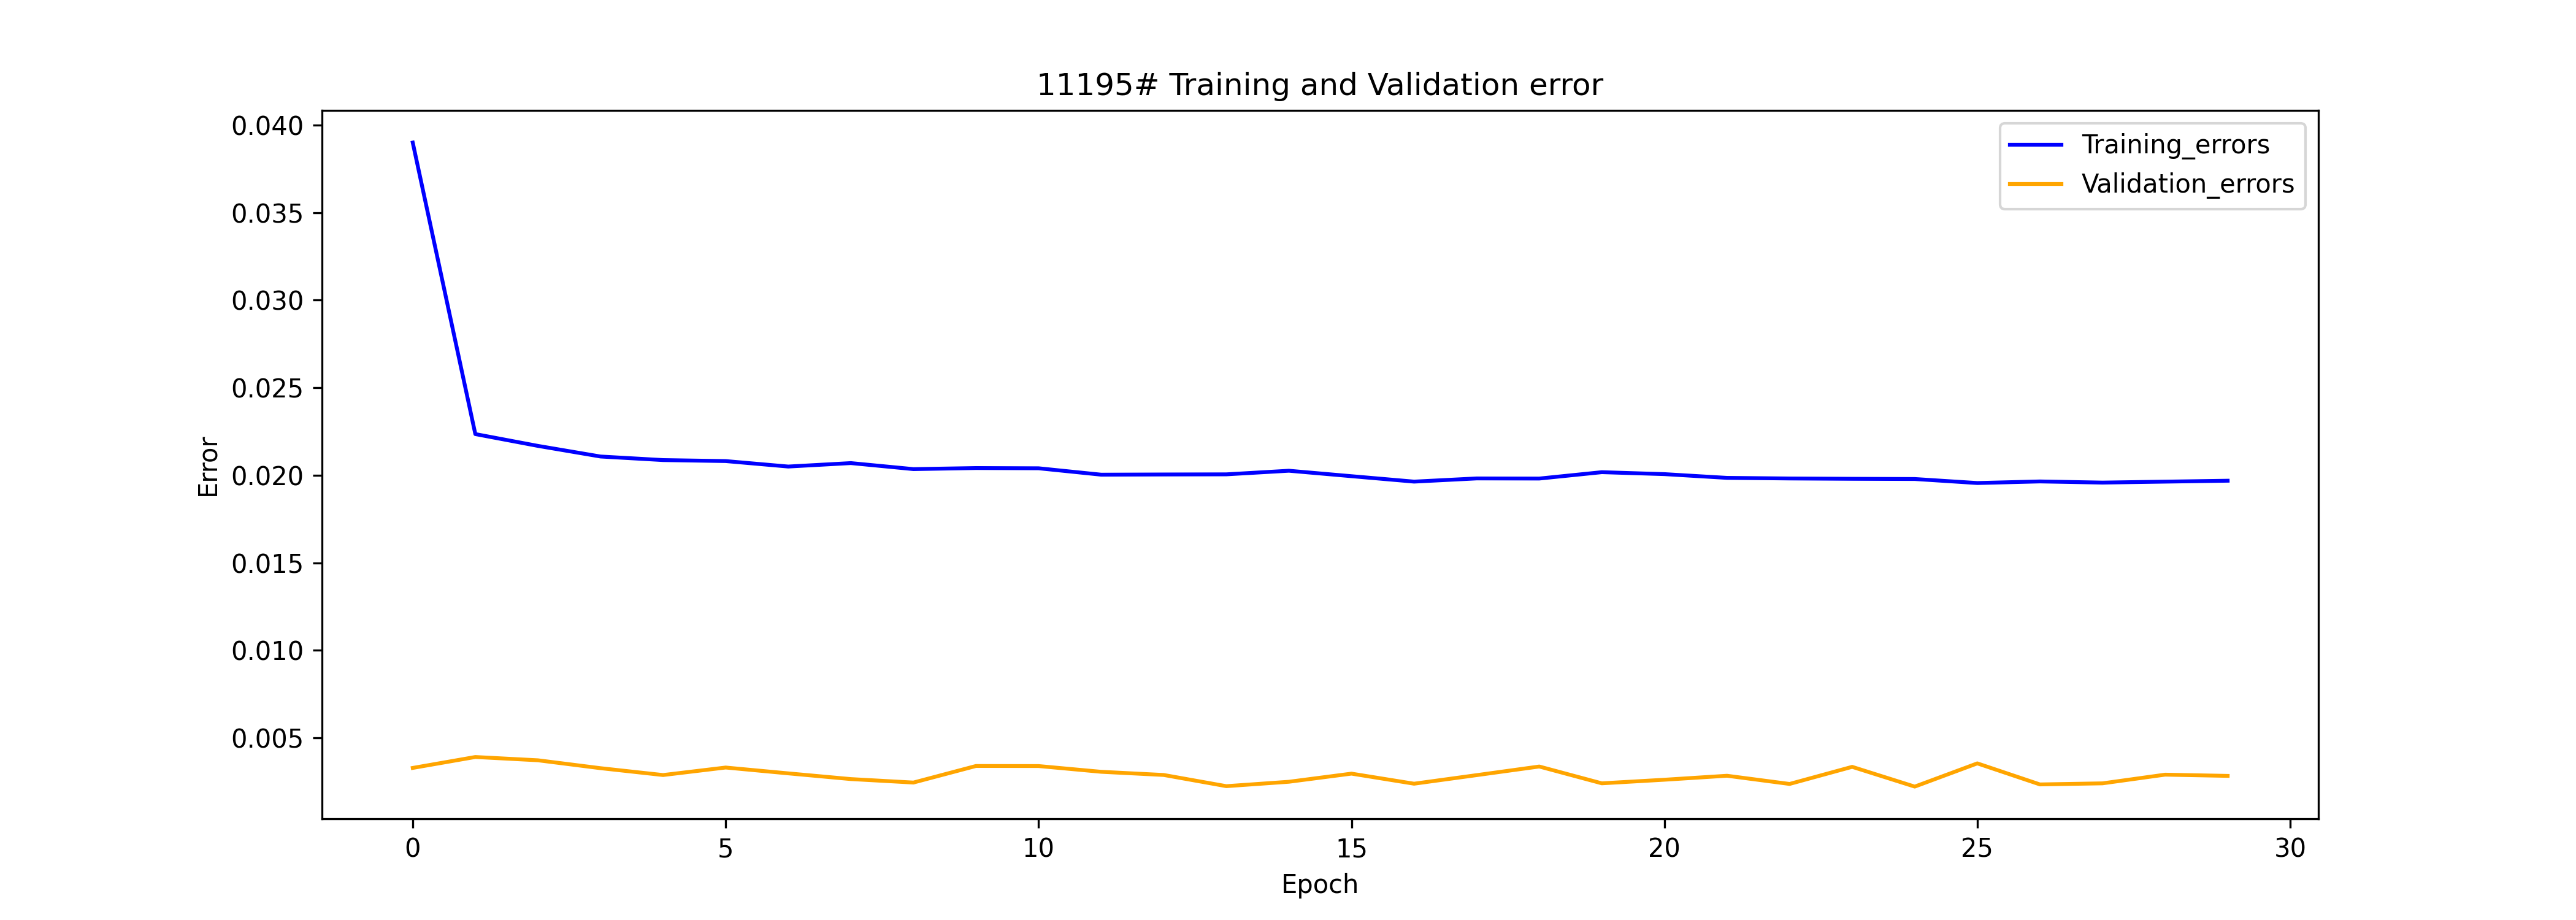 11195# Training and Validation error
Training_errors
Validation_errors
0.040
0.035
0.030
0.025
0.020
0.015
0.010
0.005
Error
0 5 10 15 20 25 30
Epoch